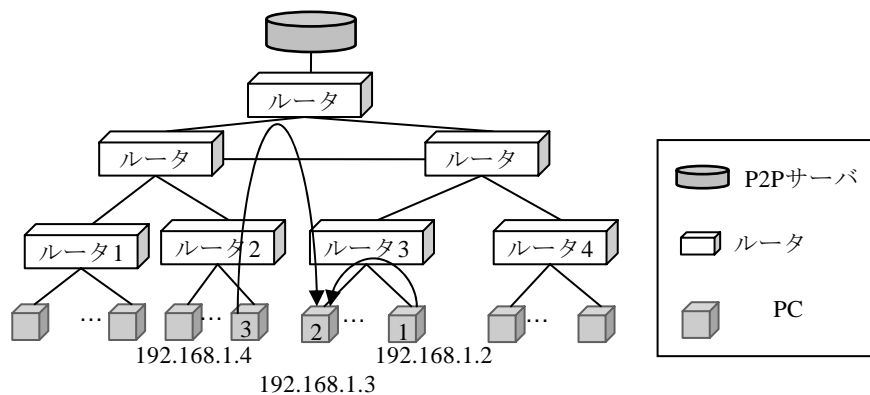 ルータ
ルータ
ルータ
ルータ1
ルータ2
ルータ3
ルータ4
…
…
3
2
…
1
…
192.168.1.4
192.168.1.2
192.168.1.3
P2Pサーバ
ルータ
PC